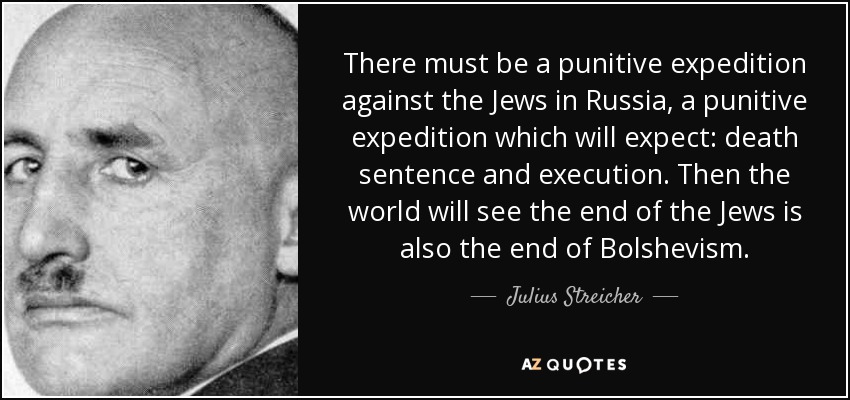 There must be a punitive expedition
against the Jews in Russia, a punitive
expedition which will expect: death
sentence and execution. Then the
world will see the end of the Jews is
also the end of Bolshevism.
Julius Streicher
AZ QUOTES